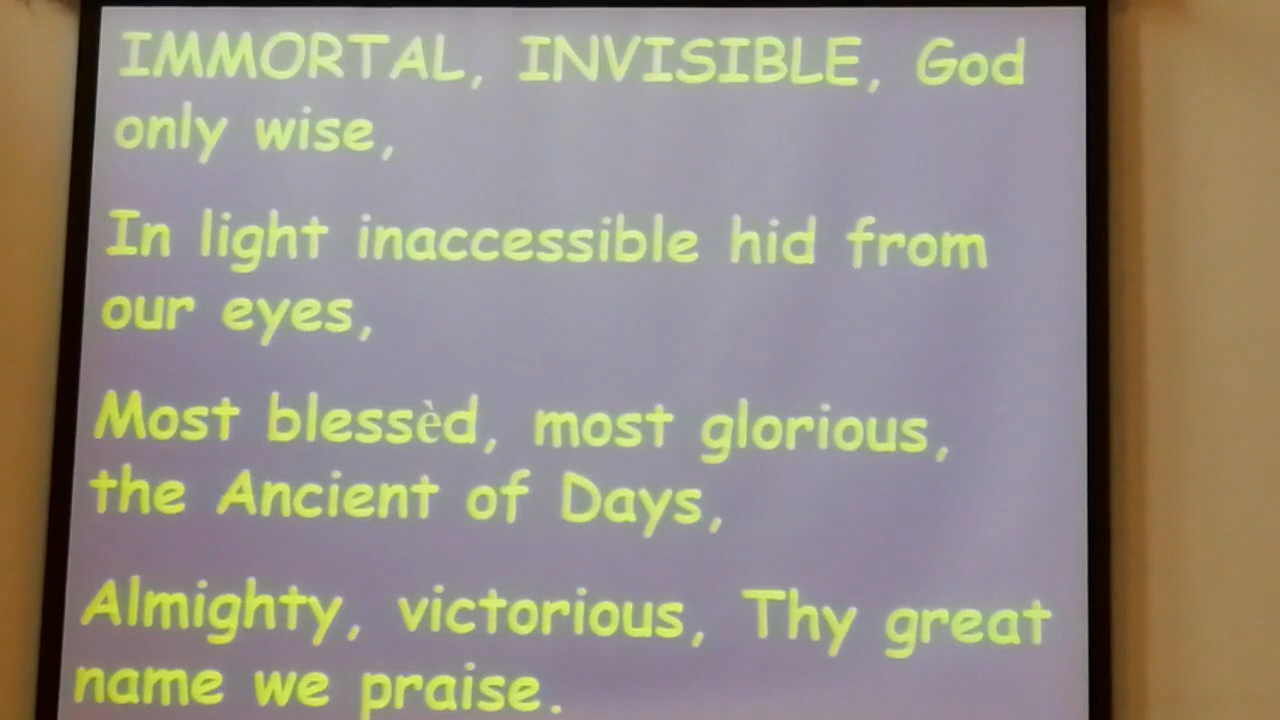 IMMORTAL, INVISIBLE, God
only wise,
In light inaccessible hid from
our eyes,
Most blessèd, most glorious,
the Ancient of Days,
Almighty, victorious, Thy great
name we praise.